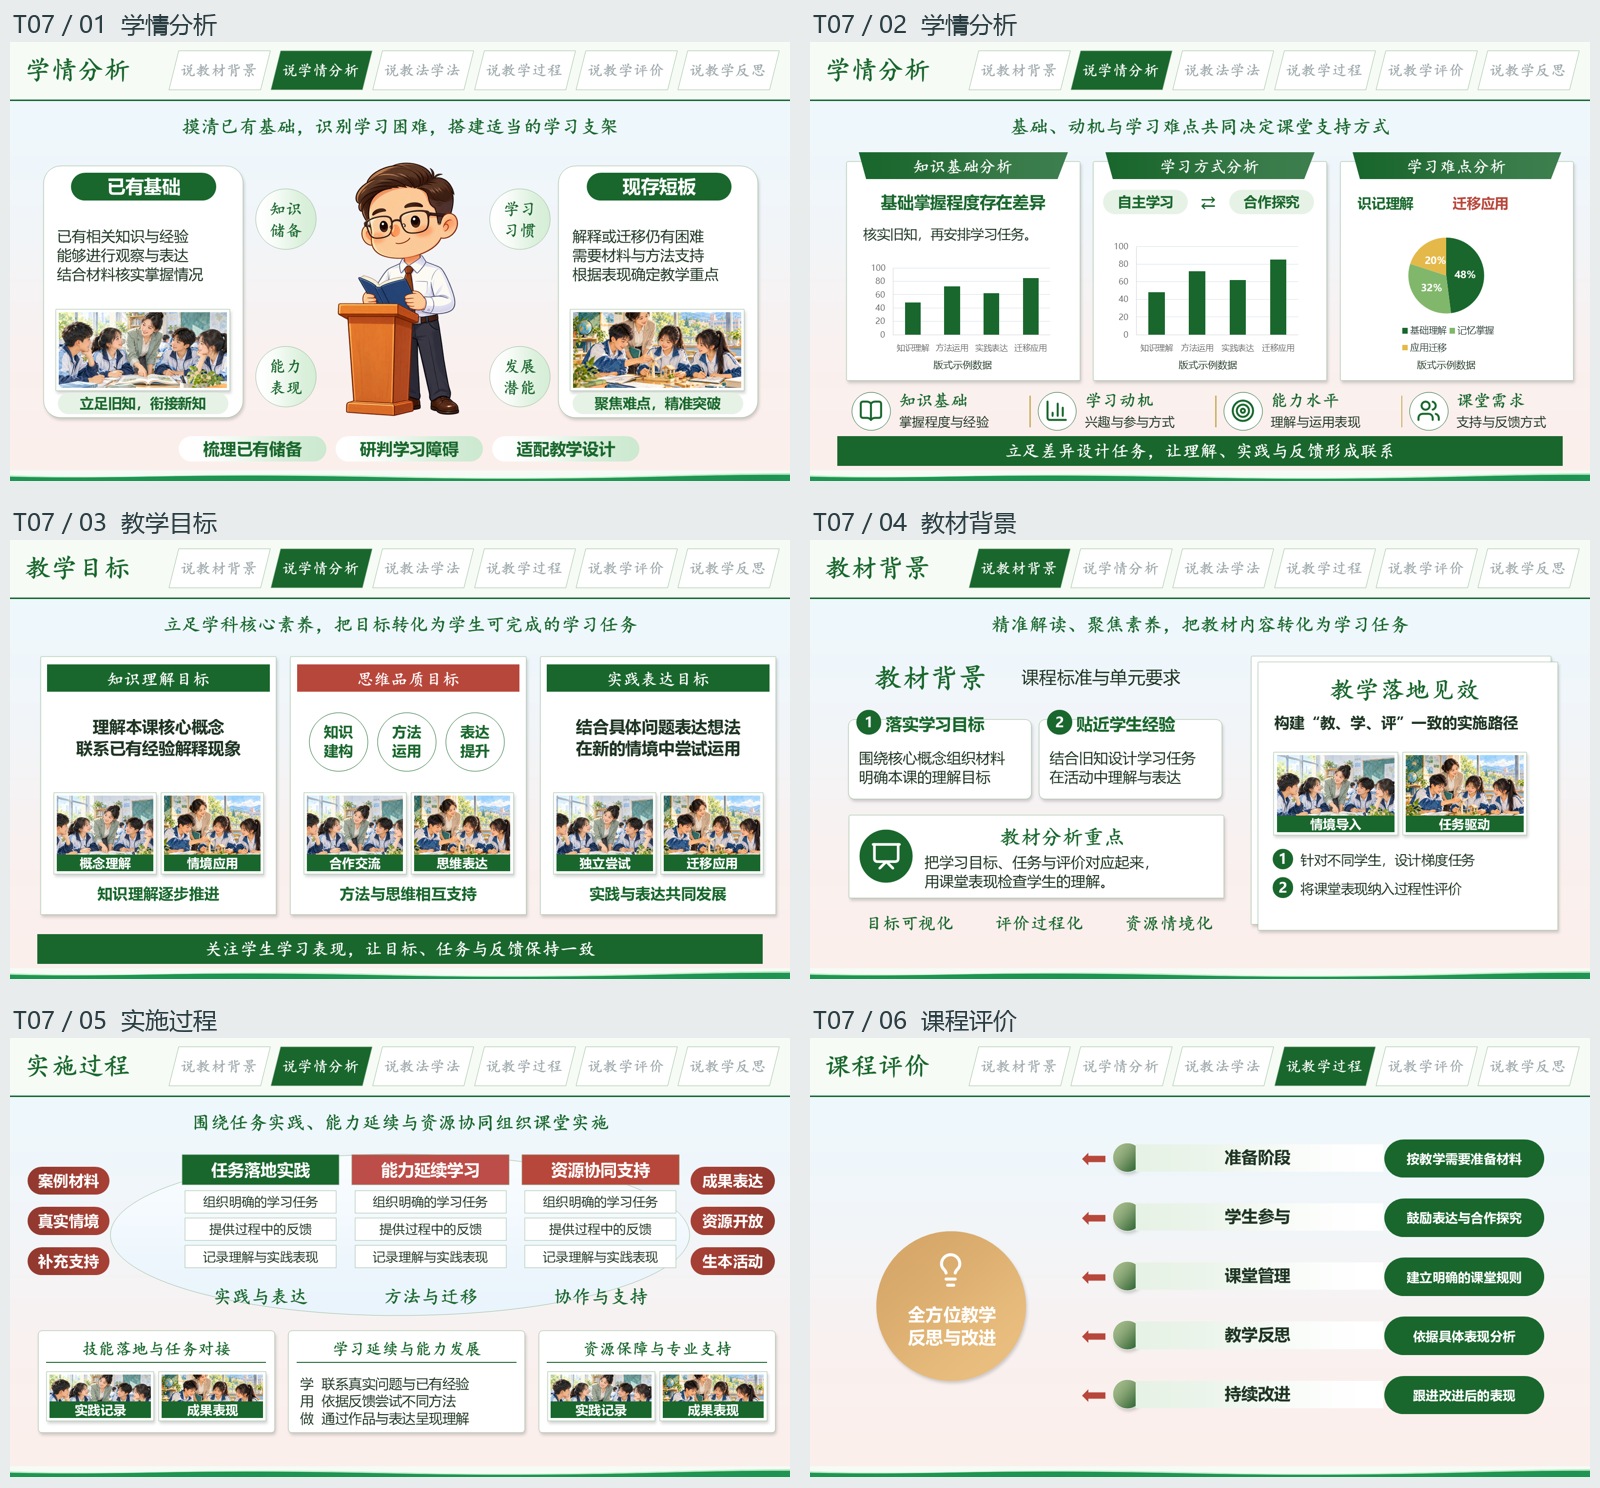 T07 / 01 学情分析
学情分析
说教材背景 说学情分析 说教法学法 说教学过程 说教学评价 说教学反思
摸清已有基础，识别学习困难，搭建适当的学习支架
已有基础
已有相关知识与经验
能够进行观察与表达
结合材料核实掌握情况
立足旧知，衔接新知
知识
储备
能力
表现
学习
习惯
发展
潜能
现存短板
解释或迁移仍有困难
需要材料与方法支持
根据表现确定教学重点
聚焦难点，精准突破
梳理已有储备 研判学习障碍 适配教学设计
T07 / 02 学情分析
学情分析
说教材背景 说学情分析 说教法学法 说教学过程 说教学评价 说教学反思
基础、动机与学习难点共同决定课堂支持方式
知识基础分析
基础掌握程度存在差异
核实旧知，再安排学习任务。
100
80
60
40
20
0
知识理解 方法运用 实践表达 迁移应用
版式示例数据
学习方式分析
自主学习 ⇄ 合作探究
100
80
60
40
20
0
知识理解 方法运用 实践表达 迁移应用
版式示例数据
学习难点分析
识记理解 迁移应用
20%
48%
32%
基础理解 记忆掌握
应用迁移
版式示例数据
知识基础
掌握程度与经验
学习动机
兴趣与参与方式
能力水平
理解与运用表现
课堂需求
支持与反馈方式
立足差异设计任务，让理解、实践与反馈形成联系
T07 / 03 教学目标
教学目标
说教材背景 说学情分析 说教法学法 说教学过程 说教学评价 说教学反思
立足学科核心素养，把目标转化为学生可完成的学习任务
知识理解目标
理解本课核心概念
联系已有经验解释现象
概念理解 情境应用
知识理解逐步推进
思维品质目标
知识
建构
方法
运用
表达
提升
合作交流 思维表达
方法与思维相互支持
实践表达目标
结合具体问题表达想法
在新的情境中尝试运用
独立尝试 迁移应用
实践与表达共同发展
关注学生学习表现，让目标、任务与反馈保持一致
T07 / 04 教材背景
教材背景
说教材背景 说学情分析 说教法学法 说教学过程 说教学评价 说教学反思
精准解读、聚焦素养，把教材内容转化为学习任务
教材背景 课程标准与单元要求
1 落实学习目标
围绕核心概念组织材料
明确本课的理解目标
2 贴近学生经验
结合旧知设计学习任务
在活动中理解与表达
教材分析重点
把学习目标、任务与评价对应起来，
用课堂表现检查学生的理解。
目标可视化 评价过程化 资源情境化
教学落地见效
构建“教、学、评”一致的实施路径
情境导入 任务驱动
1 针对不同学生，设计梯度任务
2 将课堂表现纳入过程性评价
T07 / 05 实施过程
实施过程
说教材背景 说学情分析 说教法学法 说教学过程 说教学评价 说教学反思
围绕任务实践、能力延续与资源协同组织课堂实施
案例材料
真实情境
补充支持
任务落地实践
组织明确的学习任务
提供过程中的反馈
记录理解与实践表现
实践与表达
能力延续学习
组织明确的学习任务
提供过程中的反馈
记录理解与实践表现
方法与迁移
资源协同支持
组织明确的学习任务
提供过程中的反馈
记录理解与实践表现
协作与支持
成果表达
资源开放
生本活动
技能落地与任务对接
实践记录 成果表现
学习延续与能力发展
学 联系真实问题与已有经验
用 依据反馈尝试不同方法
做 通过作品与表达呈现理解
资源保障与专业支持
实践记录 成果表现
T07 / 06 课程评价
课程评价
说教材背景 说学情分析 说教法学法 说教学过程 说教学评价 说教学反思
全方位教学
反思与改进
准备阶段 按教学需要准备材料
学生参与 鼓励表达与合作探究
课堂管理 建立明确的课堂规则
教学反思 依据具体表现分析
持续改进 跟进改进后的表现